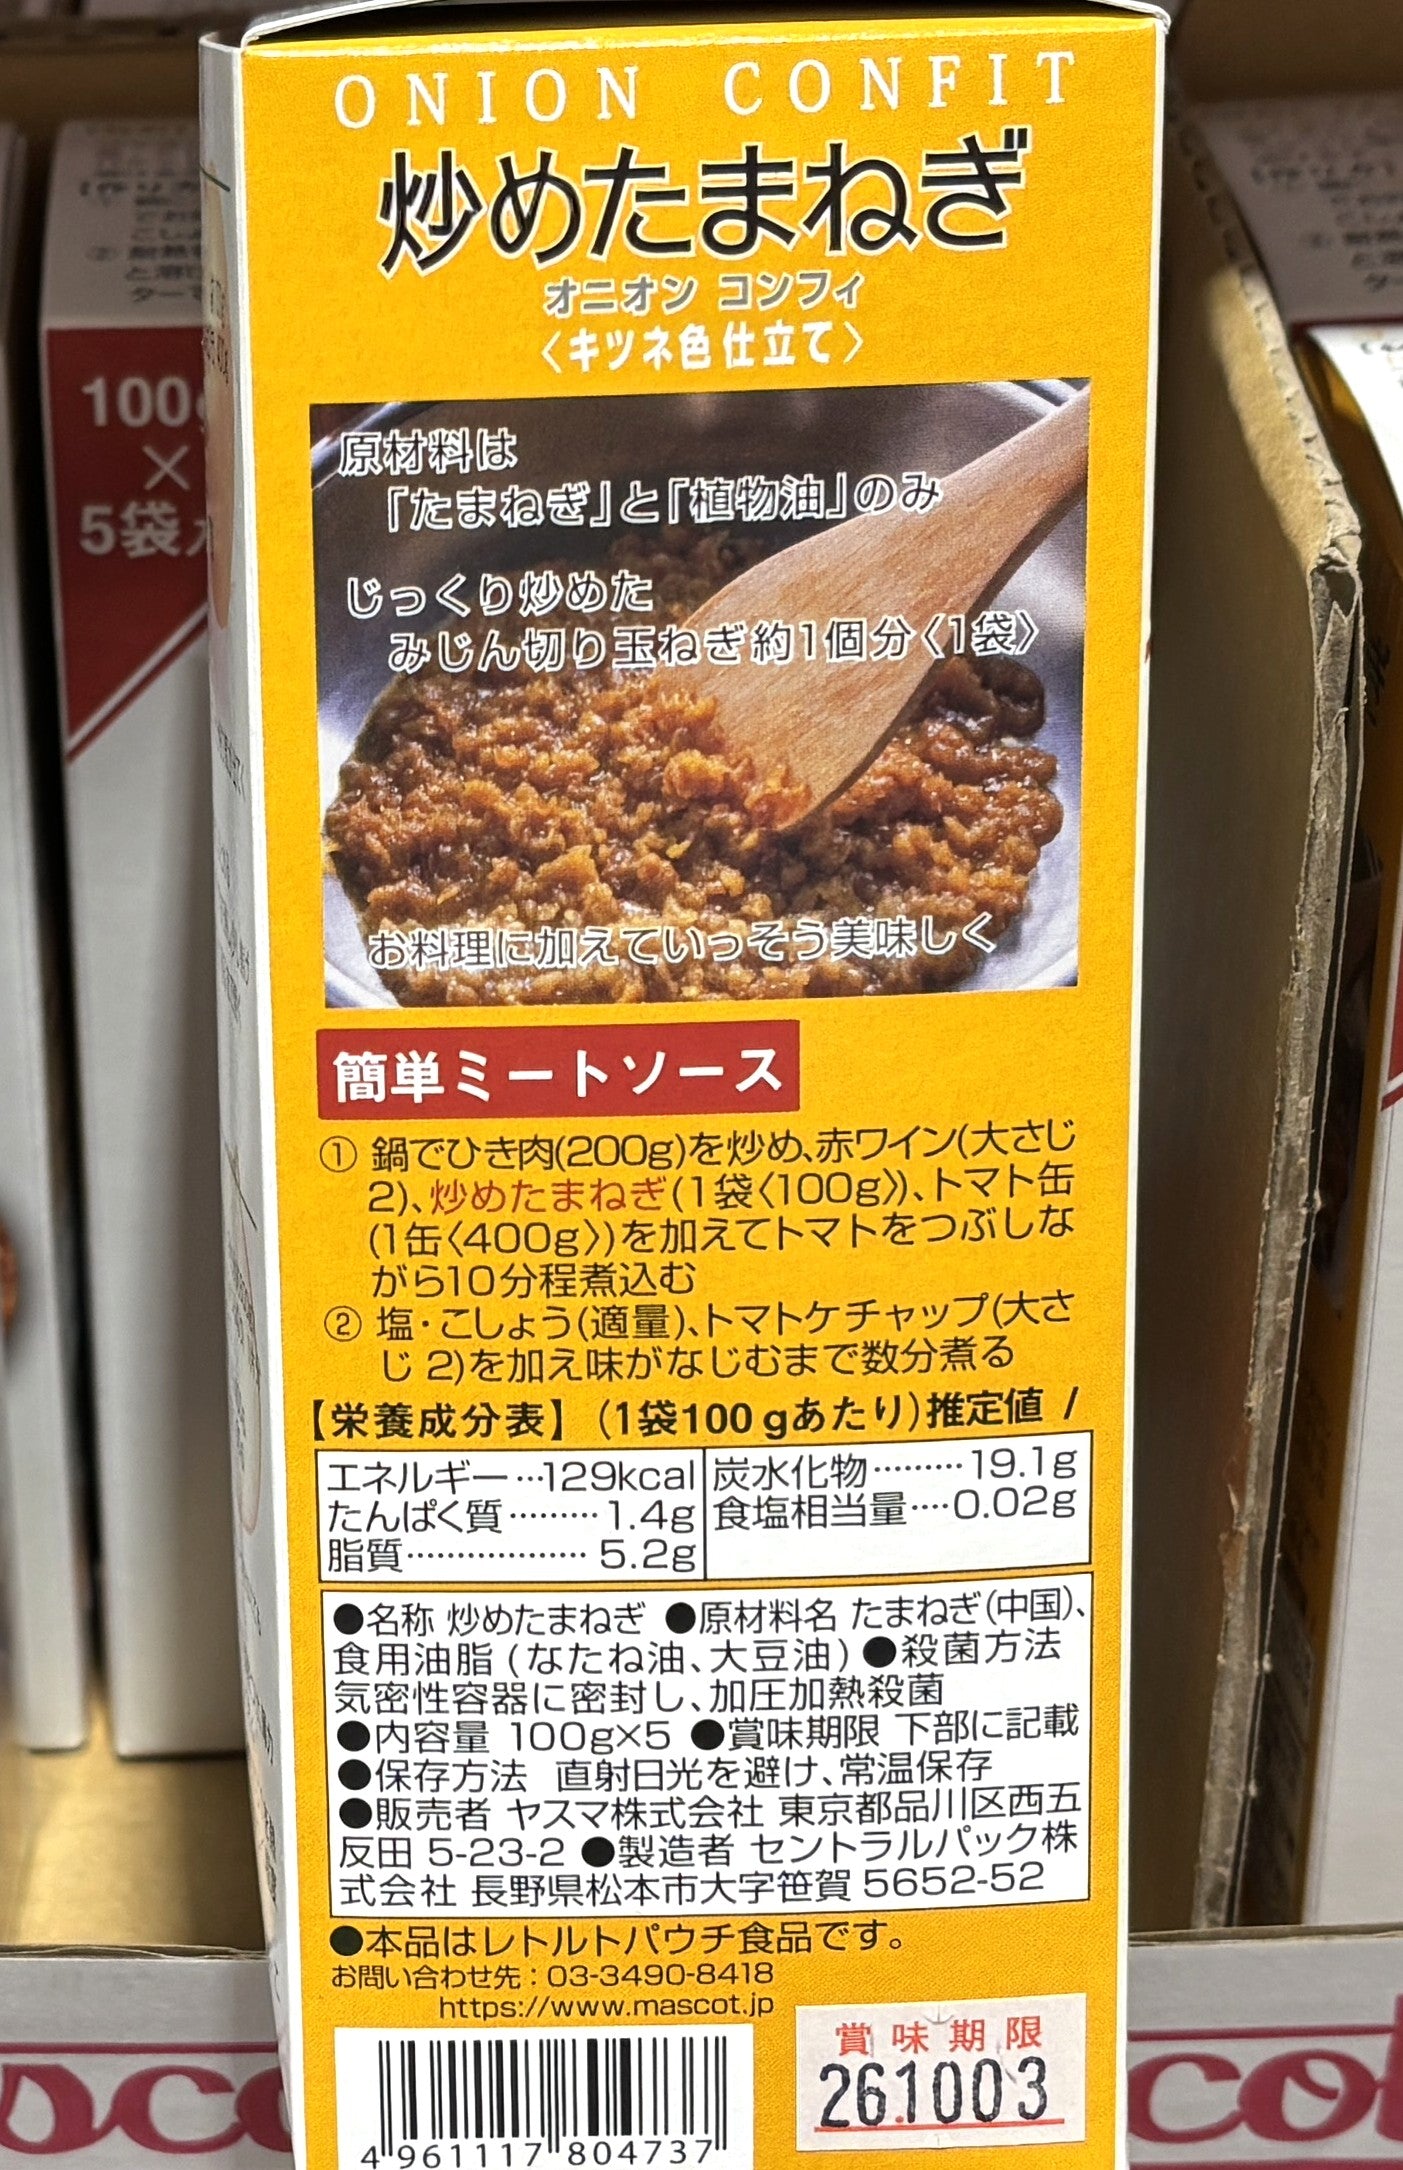 ONION CONFIT
炒めたまねぎ
オニオン コンフィ
〈キツネ色仕立て〉
原材料は
「たまねぎ」と「植物油」のみ
じっくり炒めた
みじん切り玉ねぎ約1個分〈1袋〉
お料理に加えていっそう美味しく
簡単ミートソース
① 鍋でひき肉(200g)を炒め、赤ワイン(大さじ
2)、炒めたまねぎ(1袋〈100g〉)、トマト缶
(1缶〈400g〉)を加えてトマトをつぶしな
がら10分程煮込む
② 塩・こしょう(適量)、トマトケチャップ(大さ
じ 2)を加え味がなじむまで数分煮る
【栄養成分表】(1袋100gあたり)推定値 /
エネルギー…129kcal
たんぱく質………1.4g
脂質………………5.2g
炭水化物………19.1g
食塩相当量…0.02g
●名称 炒めたまねぎ ●原材料名 たまねぎ(中国)、
食用油脂(なたね油、大豆油)●殺菌方法
気密性容器に密封し、加圧加熱殺菌
●内容量 100g×5 ●賞味期限 下部に記載
●保存方法 直射日光を避け、常温保存
●販売者 ヤスマ株式会社 東京都品川区西五
反田 5-23-2 ●製造者 セントラルパック株
式会社 長野県松本市大字笹賀 5652-52
●本品はレトルトパウチ食品です。
お問い合わせ先：03-3490-8418
https://www.mascot.jp
4 961117 804737
賞味期限
261003
100g
×
5袋